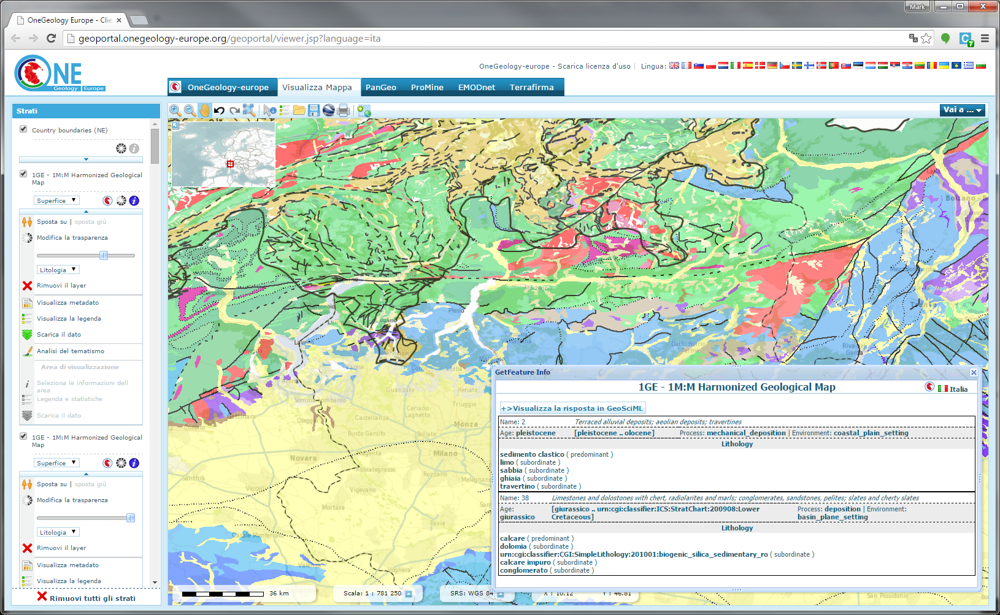 Mark
OneGeology Europe - Clie
geoportal.onegeology-europe.org/geoportal/viewer.jsp?language=ita
C 7
ONE
Geology Europe
OneGeology-europe - Scarica licenza d'uso | Lingua:
OneGeology-europe Visualizza Mappa PanGeo ProMine EMODnet Terrafirma
Vai a ...
Strati
Country boundaries (NE)
1GE - 1M:M Harmonized Geological
Map
Superfice
Sposta su | sposta giù
Modifica la trasparenza
Litologia
Rimuovi il layer
Visualizza metadato
Visualizza la legenda
Scarica il dato
Analisi del tematismo
Area di visualizzazione
Seleziona le informazioni dell
area
Legenda e statistiche
Scarica il dato
1GE - 1M:M Harmonized Geological
Map
Superfice
Sposta su | sposta giù
Modifica la trasparenza
Litologia
Rimuovi il layer
Visualizza metadato
Visualizza la legenda
Rimuovi tutti gli strati
Trento
Riva del
Garda
Darfo Boario
Terme
Plesio
Lugano
Varese
Como
Arona
Guanzate
Renate
Somma Lombardo
Ceriano
Laghetto
Triuggio
Oleggio
Castellanza
Monza
Busto Garolfo
Bollate
Novara
Magenta
Milano
Abbiategrasso
Rozzano
Melegnano
Santhià
Vercelli
Vigevano
Mortara
Pavia
Casale Monferrato
Valenza
Voghera
San Possidonio
GetFeature Info
1GE - 1M:M Harmonized Geological Map
Italia
+>Visualizza la risposta in GeoSciML
Name: 2 Terraced alluvial deposits; aeolian deposits; travertines
Age: pleistocene [pleistocene .. olocene] Process: mechanical_deposition | Environment: coastal_plain_setting
Lithology
sedimento clastico ( predominant )
limo ( subordinate )
sabbia ( subordinate )
ghiaia ( subordinate )
travertino ( subordinate )
Name: 38 Limestones and dolostones with chert, radiolarites and marls; conglomerates, sandstones, pelites; slates and cherty slates
Age: [giurassico .. urn:cgi:classifier:ICS:StratChart:200908:Lower Process: deposition | Environment:
giurassico Cretaceous] basin_plane_setting
Lithology
calcare ( predominant )
dolomia ( subordinate )
urn:cgi:classifier:CGI:SimpleLithology:201001:biogenic_silica_sedimentary_ro ( subordinate )
calcare impuro ( subordinate )
conglomerato ( subordinate )
36 km
Scala: 1 : 781 250
SRS: WGS 84
X : 10.12 Y : 46.81